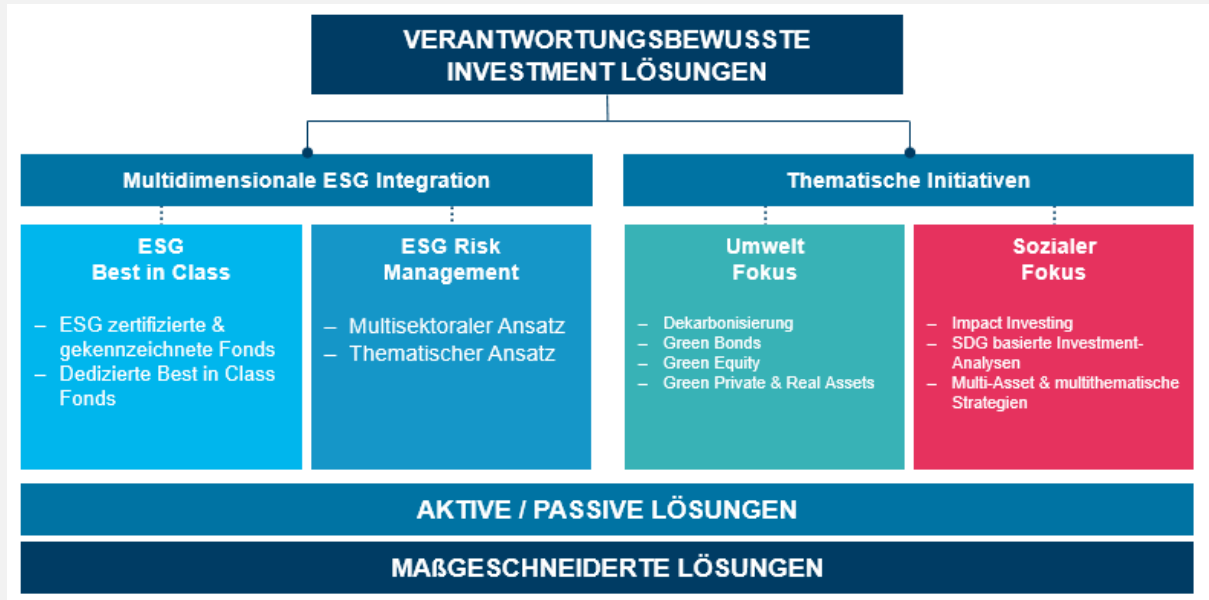 VERANTWORTUNGSBEWUSSTE
INVESTMENT LÖSUNGEN
Multidimensionale ESG Integration
Thematische Initiativen
ESG
Best in Class
– ESG zertifizierte &
gekennzeichnete Fonds
– Dedizierte Best in Class
Fonds
ESG Risk
Management
– Multisektoraler Ansatz
– Thematischer Ansatz
Umwelt
Fokus
– Dekarbonisierung
– Green Bonds
– Green Equity
– Green Private & Real Assets
Sozialer
Fokus
– Impact Investing
– SDG basierte Investment-
Analysen
– Multi-Asset & multithematische
Strategien
AKTIVE / PASSIVE LÖSUNGEN
MAßGESCHNEIDERTE LÖSUNGEN